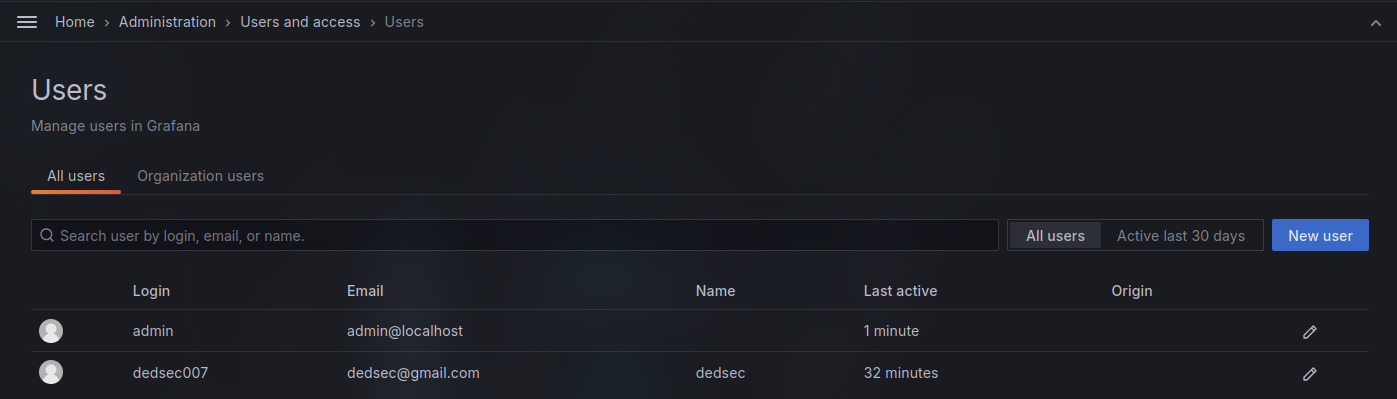 Home > Administration > Users and access > Users
Users
Manage users in Grafana
All users Organization users
Search user by login, email, or name. All users Active last 30 days New user
Login Email Name Last active Origin
admin admin@localhost 1 minute
dedsec007 dedsec@gmail.com dedsec 32 minutes